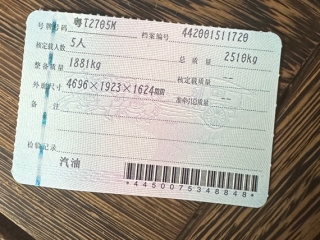 号牌号码 粤T2705M 档案编号 442001511720
核定载人数 5人 总质量 2510kg
整备质量 1881kg 核定载质量 --
外廓尺寸 4696×1923×1624mm 准牵引总质量 --
备注
检验记录
汽油
*4450075348848*